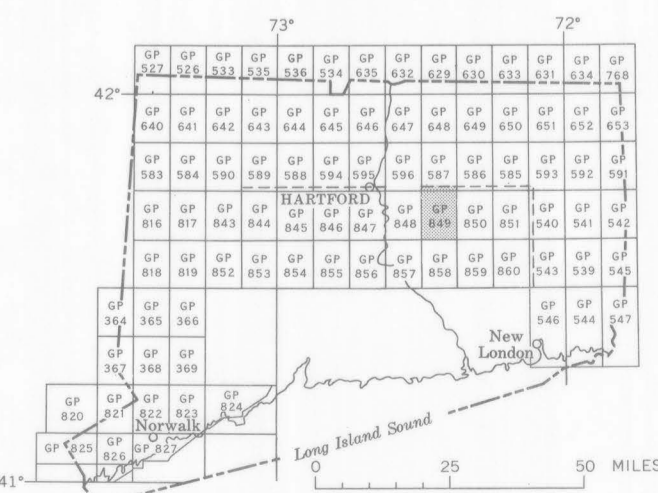 73° 72°
GP 527 GP 526 GP 533 GP 535 GP 536 GP 534 GP 635 GP 632 GP 629 GP 630 GP 633 GP 631 GP 634 GP 768
42°
GP 640 GP 641 GP 642 GP 643 GP 644 GP 645 GP 646 GP 647 GP 648 GP 649 GP 650 GP 651 GP 652 GP 653
GP 583 GP 584 GP 590 GP 589 GP 588 GP 594 GP 595 GP 596 GP 587 GP 586 GP 585 GP 593 GP 592 GP 591
HARTFORD
GP 816 GP 817 GP 843 GP 844 GP 845 GP 846 GP 847 GP 848 GP 849 GP 850 GP 851 GP 540 GP 541 GP 542
GP 818 GP 819 GP 852 GP 853 GP 854 GP 855 GP 856 GP 857 GP 858 GP 859 GP 860 GP 543 GP 539 GP 545
GP 364 GP 365 GP 366 GP 546 GP 544 GP 547
New London
GP 367 GP 368 GP 369
GP 820 GP 821 GP 822 GP 823 GP 824
Norwalk
GP 825 GP 826 GP 827
Long Island Sound
41°
0 25 50 MILES